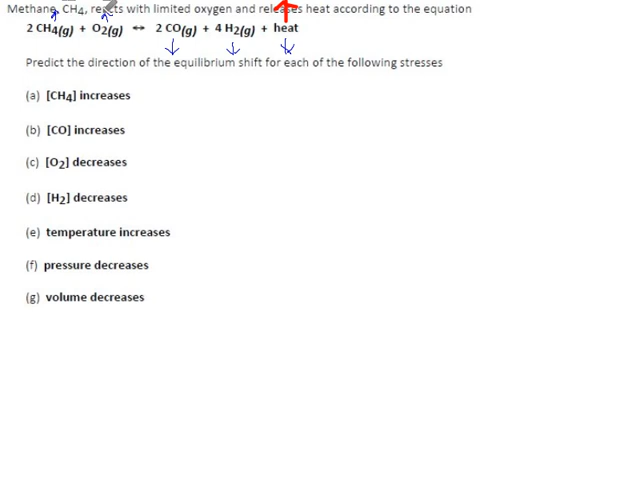 Methane, CH4, reacts with limited oxygen and releases heat according to the equation
2 CH4(g) + O2(g) ↔ 2 CO(g) + 4 H2(g) + heat
Predict the direction of the equilibrium shift for each of the following stresses
(a) [CH4] increases
(b) [CO] increases
(c) [O2] decreases
(d) [H2] decreases
(e) temperature increases
(f) pressure decreases
(g) volume decreases